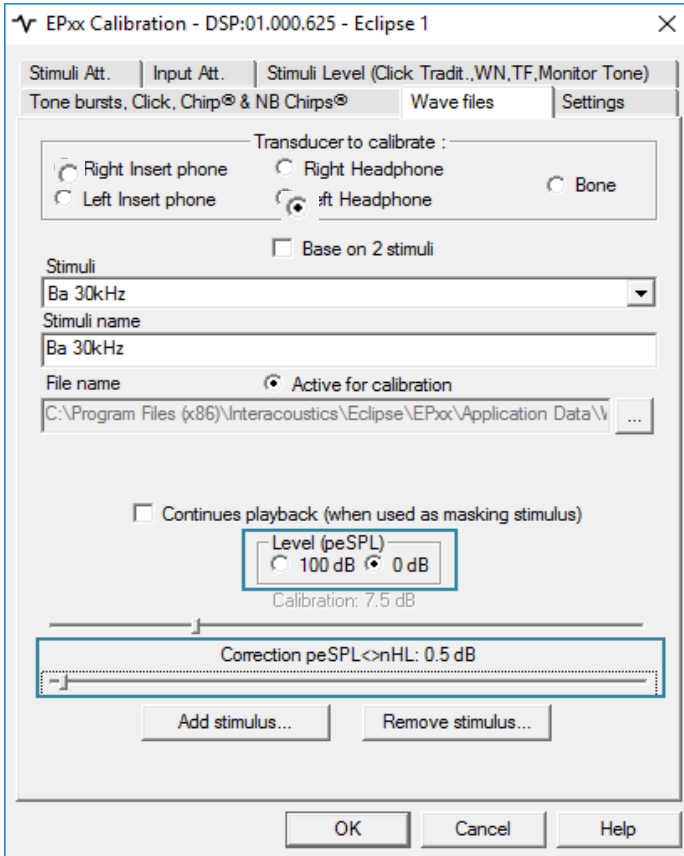 EPxx Calibration - DSP:01.000.625 - Eclipse 1
Stimuli Att. Input Att. Stimuli Level (Click Tradit.,WN,TF,Monitor Tone)
Tone bursts, Click, Chirp® & NB Chirps® Wave files Settings
Transducer to calibrate :
Right Insert phone Right Headphone
Bone
Left Insert phone eft Headphone
Base on 2 stimuli
Stimuli
Ba 30kHz
Stimuli name
Ba 30kHz
File name Active for calibration
C:\Program Files (x86)\Interacoustics\Eclipse\EPxx\Application Data\ ...
Continues playback (when used as masking stimulus)
Level (peSPL)
100 dB 0 dB
Calibration: 7.5 dB
Correction peSPL<>nHL: 0.5 dB
Add stimulus... Remove stimulus...
OK Cancel Help